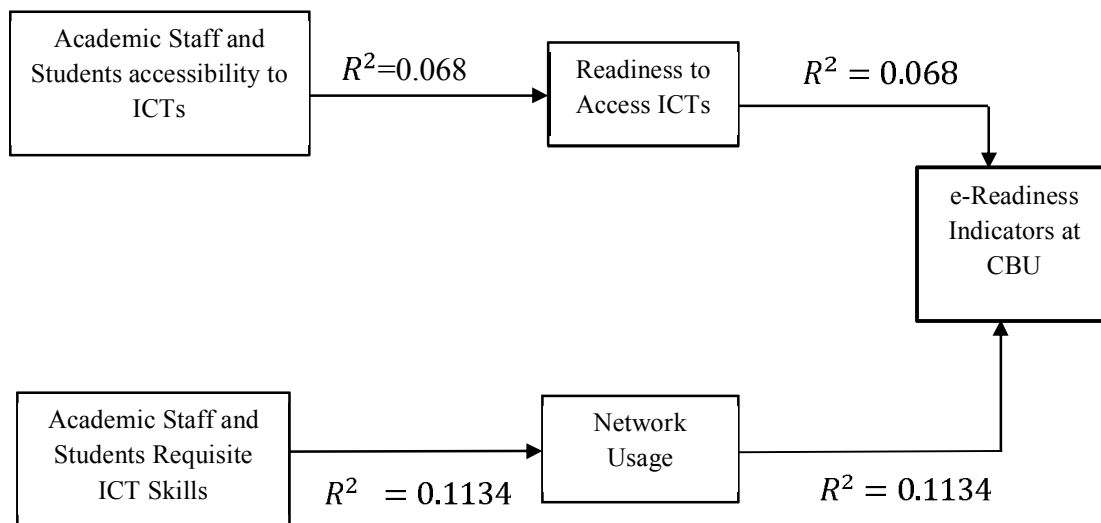 Academic Staff and
Students accessibility to
ICTs
R²=0.068
Readiness to
Access ICTs
R² = 0.068
e-Readiness
Indicators at
CBU
Academic Staff and
Students Requisite
ICT Skills
R² = 0.1134
Network
Usage
R² = 0.1134